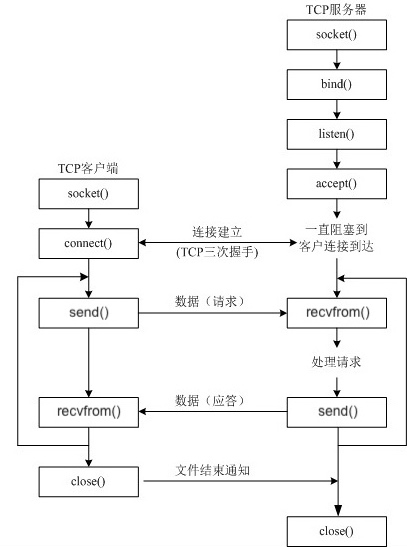 TCP服务器
socket()
bind()
listen()
TCP客户端
accept()
socket()
connect()
连接建立
(TCP三次握手)
一直阻塞到
客户连接到达
send()
数据（请求）
recvfrom()
处理请求
recvfrom()
数据（应答）
send()
close()
文件结束通知
close()